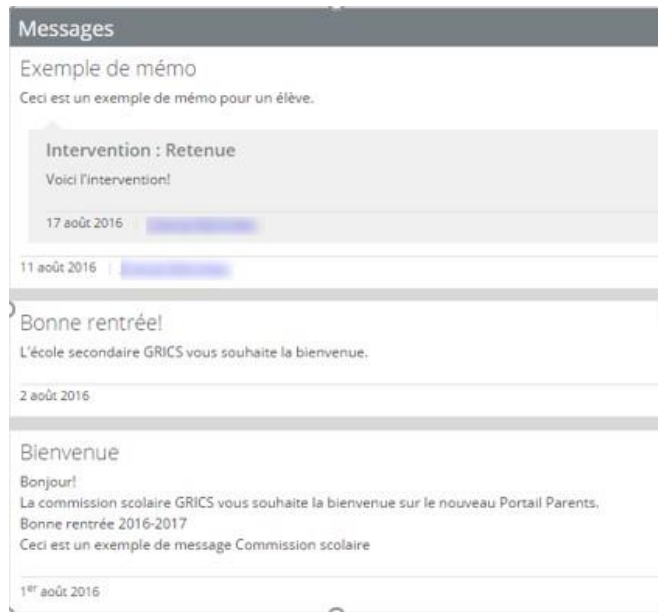 Messages
Exemple de mémo
Ceci est un exemple de mémo pour un élève.
Intervention : Retenue
Voici l'intervention!
17 août 2016
11 août 2016
Bonne rentrée!
L'école secondaire GRICS vous souhaite la bienvenue.
2 août 2016
Bienvenue
Bonjour!
La commission scolaire GRICS vous souhaite la bienvenue sur le nouveau Portail Parents.
Bonne rentrée 2016-2017
Ceci est un exemple de message Commission scolaire
1er août 2016